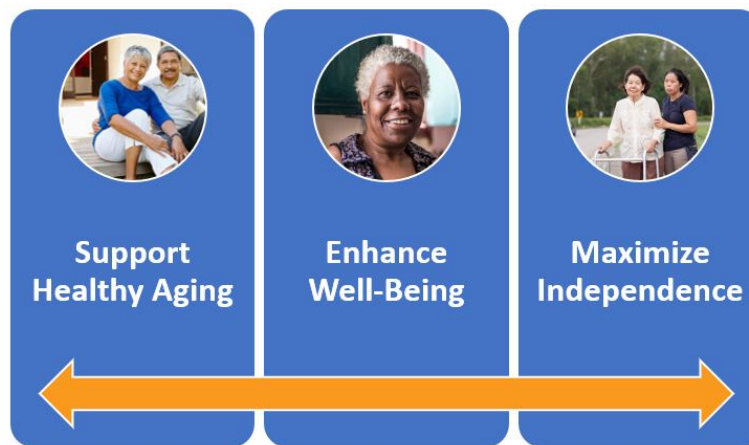 Support
Healthy Aging
Enhance
Well-Being
Maximize
Independence